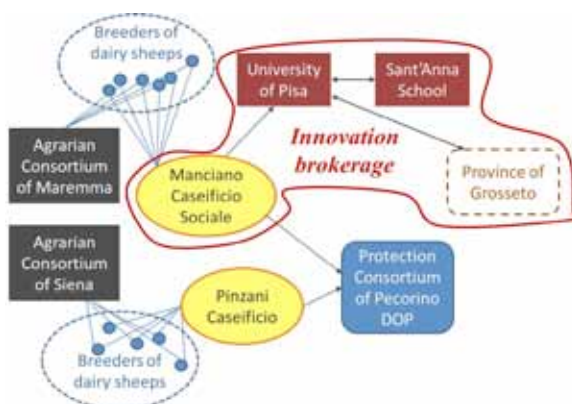 Breeders of
dairy sheeps
University
of Pisa
Sant'Anna
School
Innovation
brokerage
Agrarian
Consortium
of Maremma
Manciano
Caseificio
Sociale
Province of
Grosseto
Agrarian
Consortium
of Siena
Protection
Consortium
of Pecorino
DOP
Pinzani
Caseificio
Breeders of
dairy sheeps